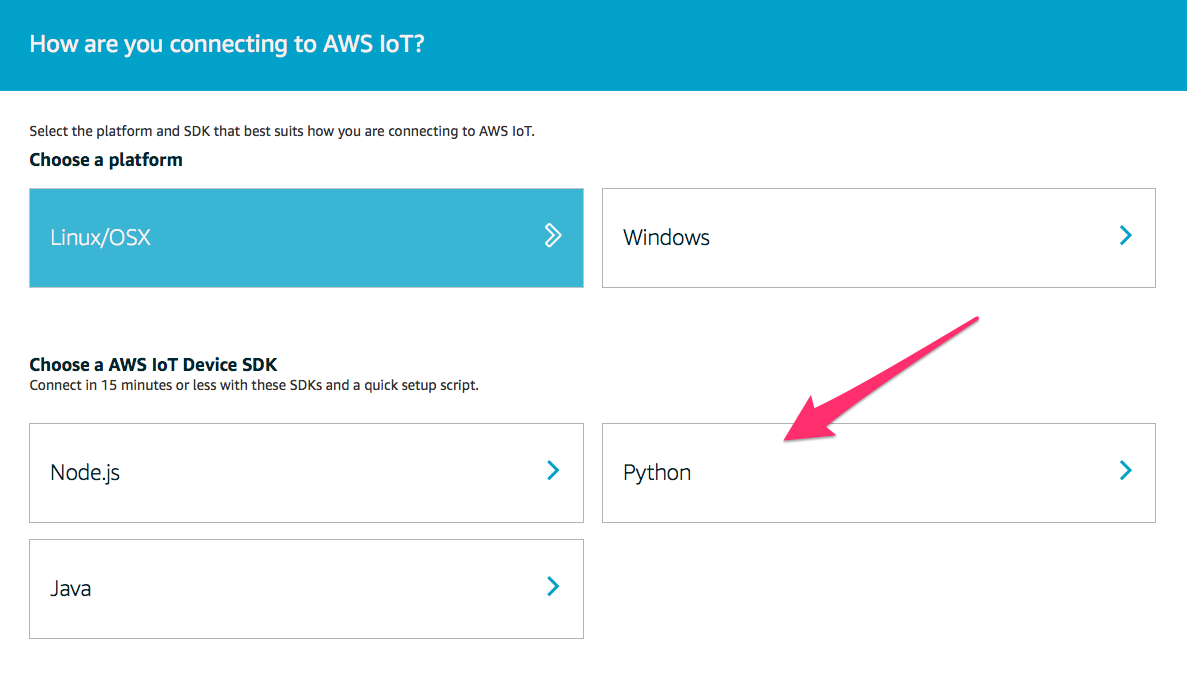 How are you connecting to AWS IoT?
Select the platform and SDK that best suits how you are connecting to AWS IoT.
Choose a platform
Linux/OSX
Windows
Choose a AWS IoT Device SDK
Connect in 15 minutes or less with these SDKs and a quick setup script.
Node.js
Python
Java